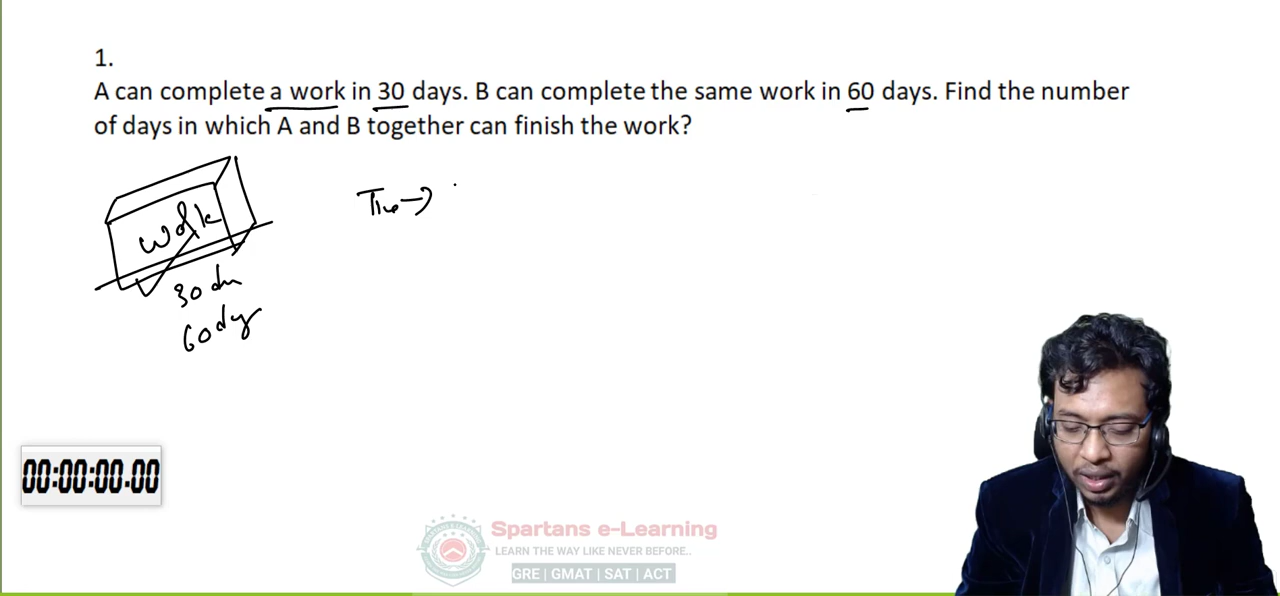 1.
A can complete a work in 30 days. B can complete the same work in 60 days. Find the number
of days in which A and B together can finish the work?
Work
30
60 day
00:00:00.00
Spartans e-Learning
LEARN THE WAY LIKE NEVER BEFORE..
GRE | GMAT | SAT | ACT